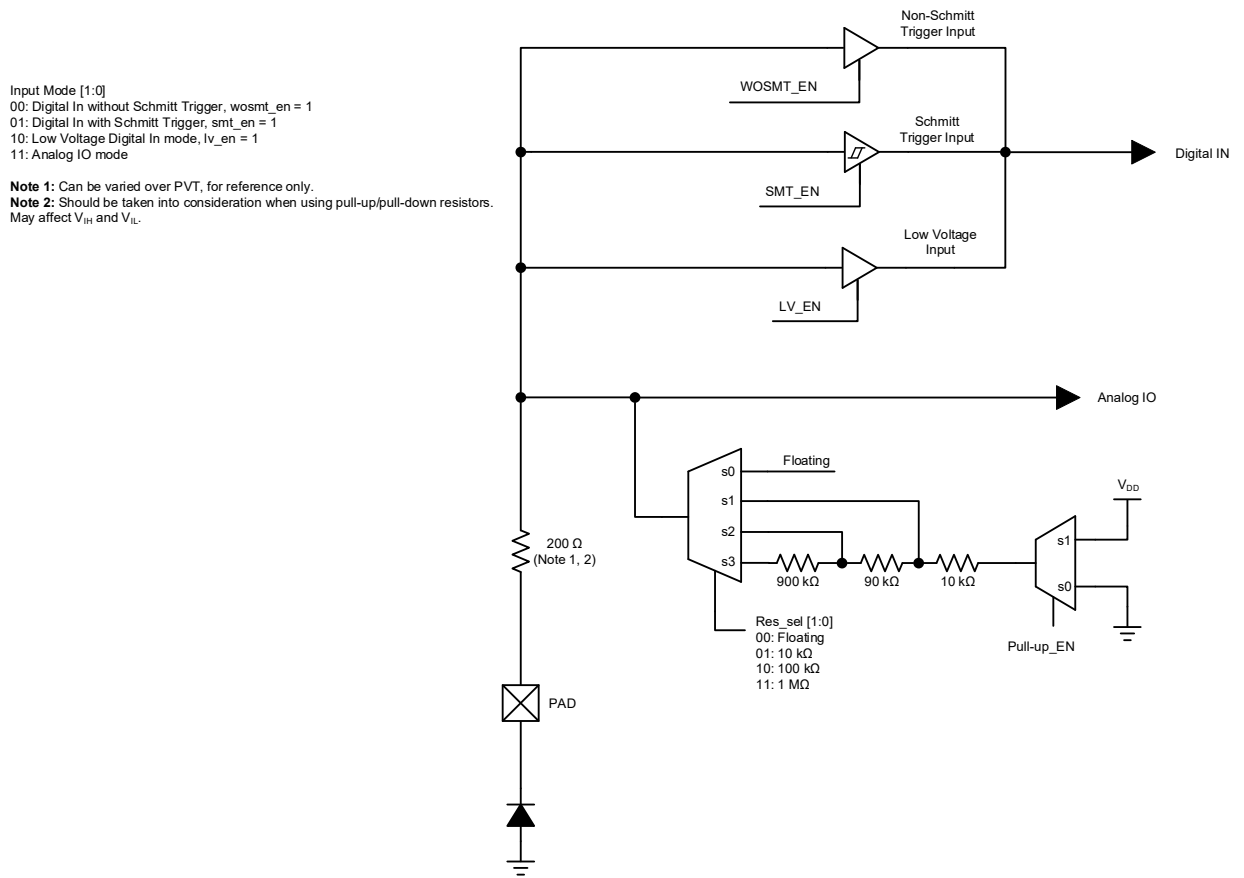 Non-Schmitt
Trigger Input
WOSMT_EN
Input Mode [1:0]
00: Digital In without Schmitt Trigger, wosmt_en = 1
01: Digital In with Schmitt Trigger, smt_en = 1
10: Low Voltage Digital In mode, lv_en = 1
11: Analog IO mode
Note 1: Can be varied over PVT, for reference only.
Note 2: Should be taken into consideration when using pull-up/pull-down resistors.
May affect VIH and VIL.
Schmitt
Trigger Input
SMT_EN
Digital IN
Low Voltage
Input
LV_EN
Analog IO
s0
Floating
s1
s2
s3
900 kΩ
90 kΩ
10 kΩ
VDD
s1
s0
Pull-up_EN
200 Ω
(Note 1, 2)
Res_sel [1:0]
00: Floating
01: 10 kΩ
10: 100 kΩ
11: 1 MΩ
PAD